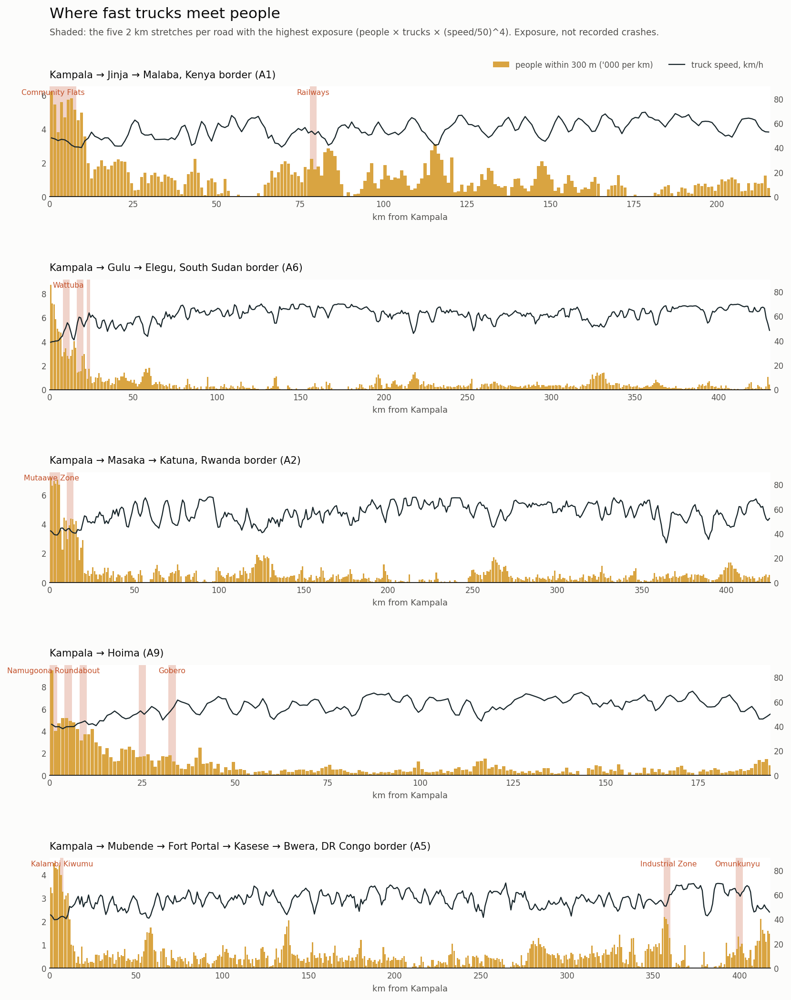 Where fast trucks meet people
Shaded: the five 2 km stretches per road with the highest exposure (people × trucks × (speed/50)^4). Exposure, not recorded crashes.
people within 300 m ('000 per km)
truck speed, km/h
Kampala → Jinja → Malaba, Kenya border (A1)
Community Flats
Railways
6
4
2
0
80
60
40
20
0
0 25 50 75 100 125 150 175 200
km from Kampala
Kampala → Gulu → Elegu, South Sudan border (A6)
Wattuba
8
6
4
2
0
80
60
40
20
0
0 50 100 150 200 250 300 350 400
km from Kampala
Kampala → Masaka → Katuna, Rwanda border (A2)
Mutaawe Zone
6
4
2
0
80
60
40
20
0
0 50 100 150 200 250 300 350 400
km from Kampala
Kampala → Hoima (A9)
Namugoona Roundabout
Gobero
8
6
4
2
0
80
60
40
20
0
0 25 50 75 100 125 150 175
km from Kampala
Kampala → Mubende → Fort Portal → Kasese → Bwera, DR Congo border (A5)
Kalambi Kiwumu
Industrial Zone
Omunkunyu
4
3
2
1
0
80
60
40
20
0
0 50 100 150 200 250 300 350 400
km from Kampala